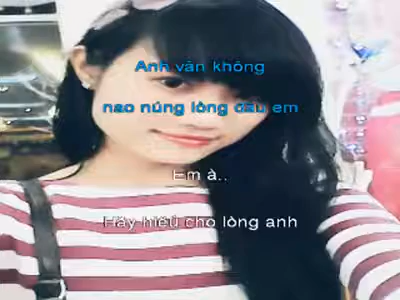 Anh vẫn không
nao núng lòng đâu em
Em à..
Hãy hiểu cho lòng anh